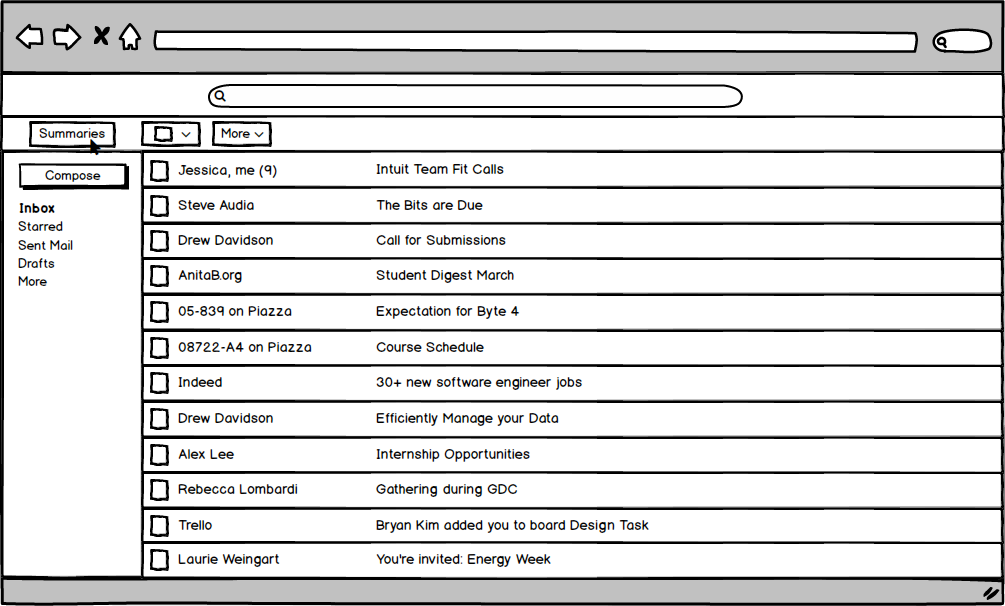 Summaries
More
Compose
Inbox
Starred
Sent Mail
Drafts
More
Jessica, me (9) Intuit Team Fit Calls
Steve Audia The Bits are Due
Drew Davidson Call for Submissions
AnitaB.org Student Digest March
05-839 on Piazza Expectation for Byte 4
08722-A4 on Piazza Course Schedule
Indeed 30+ new software engineer jobs
Drew Davidson Efficiently Manage your Data
Alex Lee Internship Opportunities
Rebecca Lombardi Gathering during GDC
Trello Bryan Kim added you to board Design Task
Laurie Weingart You're invited: Energy Week